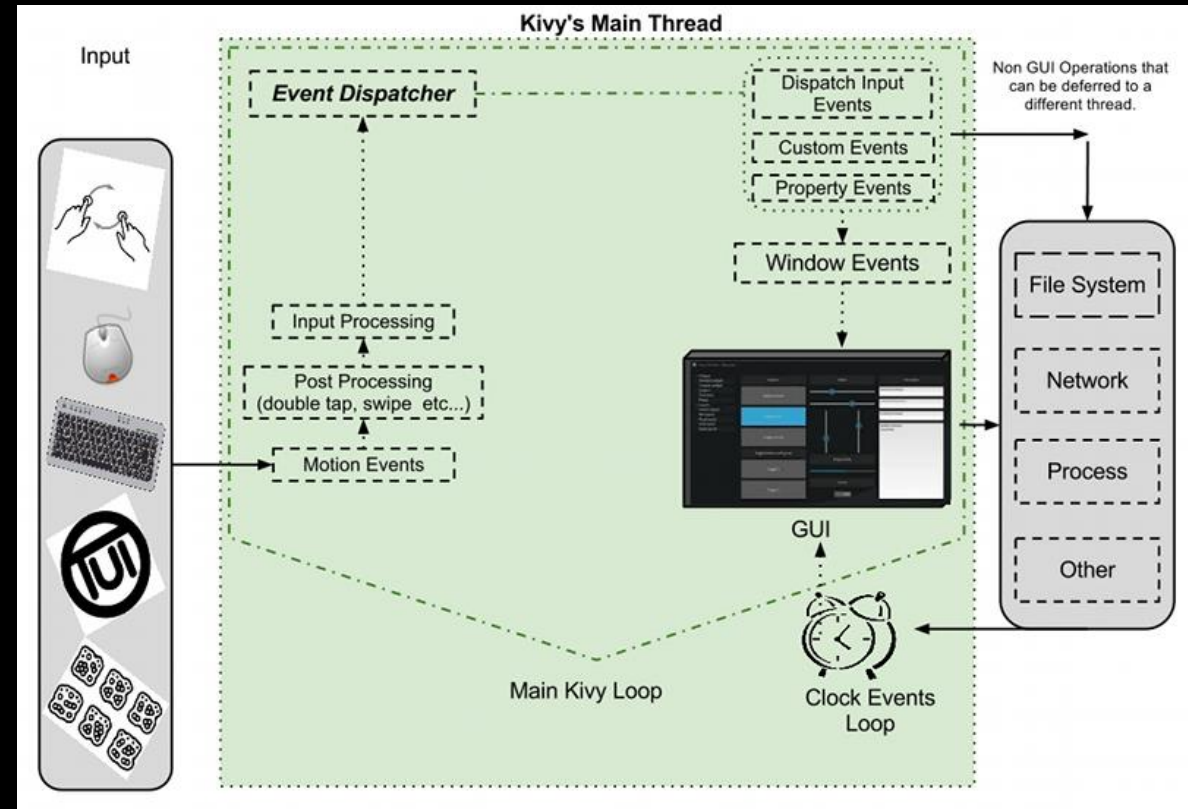 Kivy's Main Thread
Input
Event Dispatcher
Dispatch Input
Events
Custom Events
Property Events
Window Events
Non GUI Operations that
can be deferred to a
different thread.
Input Processing
Post Processing
(double tap, swipe etc...)
Motion Events
TUI
GUI
File System
Network
Process
Other
Main Kivy Loop
Clock Events
Loop